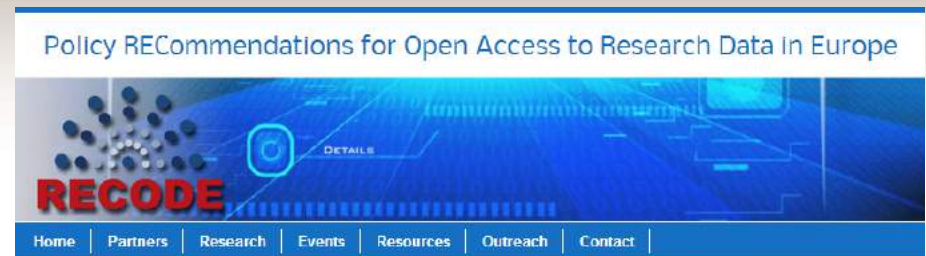 Policy RECommendations for Open Access to Research Data in Europe
DETAILS
RECODE
Home Partners Research Events Resources Outreach Contact